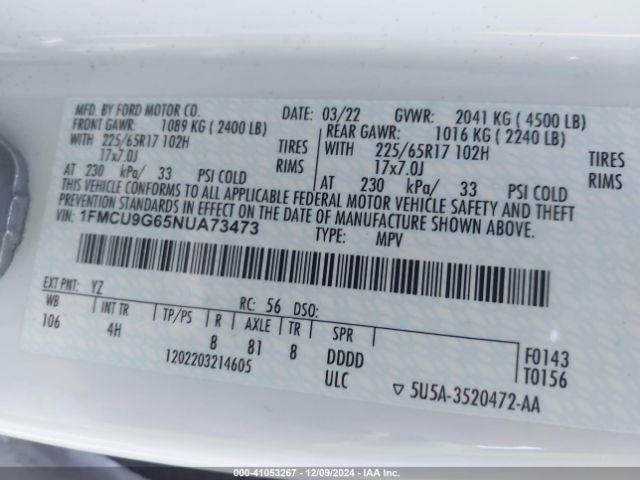 MFD. BY FORD MOTOR CO. DATE: 03/22 GVWR: 2041 KG ( 4500 LB)
FRONT GAWR: 1089 KG ( 2400 LB) REAR GAWR: 1016 KG ( 2240 LB)
WITH 225/65R17 102H TIRES WITH 225/65R17 102H TIRES
17x7.0J RIMS 17x7.0J RIMS
AT 230 kPa/ 33 PSI COLD AT 230 kPa/ 33 PSI COLD
THIS VEHICLE CONFORMS TO ALL APPLICABLE FEDERAL MOTOR VEHICLE SAFETY AND THEFT
PREVENTION STANDARDS IN EFFECT ON THE DATE OF MANUFACTURE SHOWN ABOVE.
VIN: 1FMCU9G65NUA73473 TYPE: MPV
EXT PNT: YZ RC: 56 DSO:
WB INT TR TP/PS R AXLE TR SPR
106 4H 8 81 8 DDDD F0143
1202203214605 ULC T0156
▽ 5U5A-3520472-AA
000-41053267 • 12/09/2024 • IAA Inc.